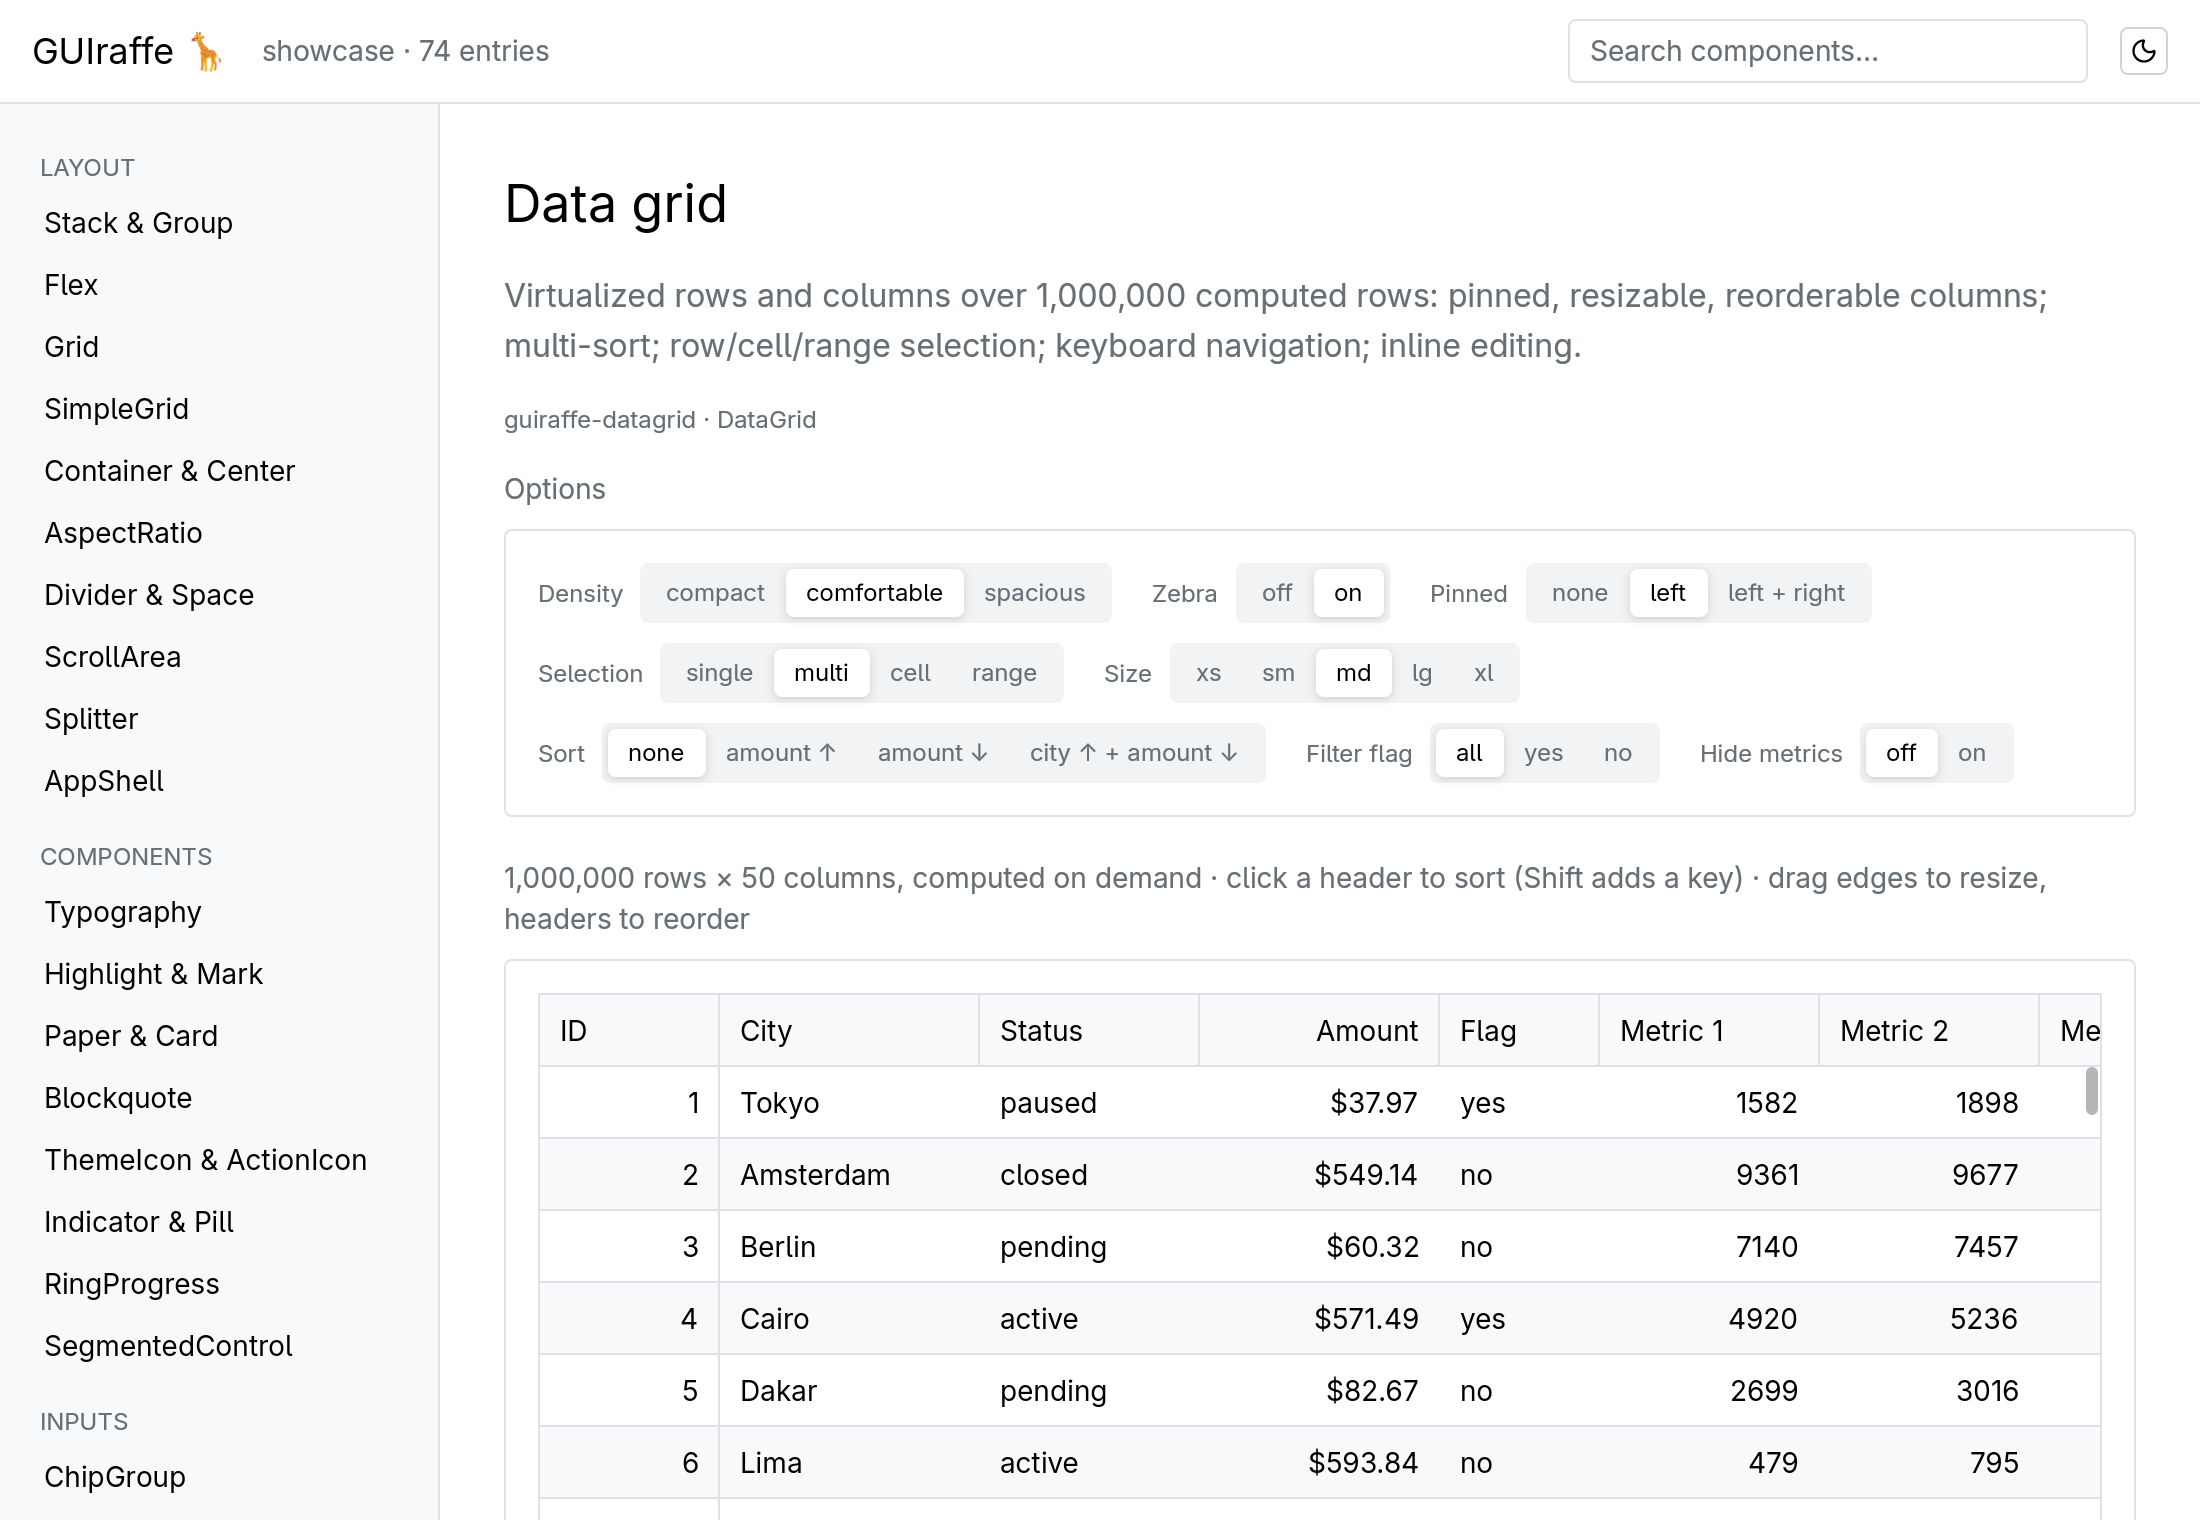 GUIraffe 🦒 showcase · 74 entries Search components...
LAYOUT
Stack & Group
Flex
Grid
SimpleGrid
Container & Center
AspectRatio
Divider & Space
ScrollArea
Splitter
AppShell
COMPONENTS
Typography
Highlight & Mark
Paper & Card
Blockquote
ThemeIcon & ActionIcon
Indicator & Pill
RingProgress
SegmentedControl
INPUTS
ChipGroup
Data grid
Virtualized rows and columns over 1,000,000 computed rows: pinned, resizable, reorderable columns;
multi-sort; row/cell/range selection; keyboard navigation; inline editing.
guiraffe-datagrid · DataGrid
Options
Density compact comfortable spacious Zebra off on Pinned none left left + right
Selection single multi cell range Size xs sm md lg xl
Sort none amount ↑ amount ↓ city ↑ + amount ↓ Filter flag all yes no Hide metrics off on
1,000,000 rows × 50 columns, computed on demand · click a header to sort (Shift adds a key) · drag edges to resize,
headers to reorder
ID City Status Amount Flag Metric 1 Metric 2 Me
1 Tokyo paused $37.97 yes 1582 1898
2 Amsterdam closed $549.14 no 9361 9677
3 Berlin pending $60.32 no 7140 7457
4 Cairo active $571.49 yes 4920 5236
5 Dakar pending $82.67 no 2699 3016
6 Lima active $593.84 no 479 795